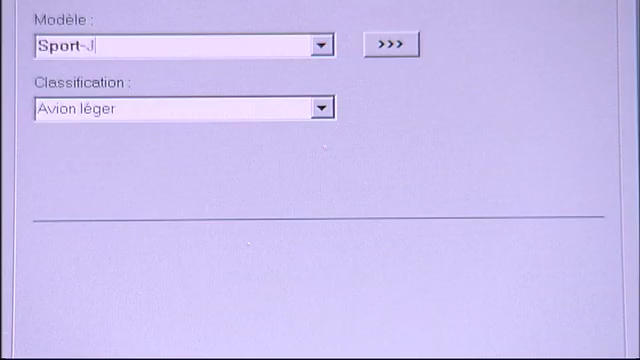 Modèle :
Sport-J
>>>
Classification :
Avion léger